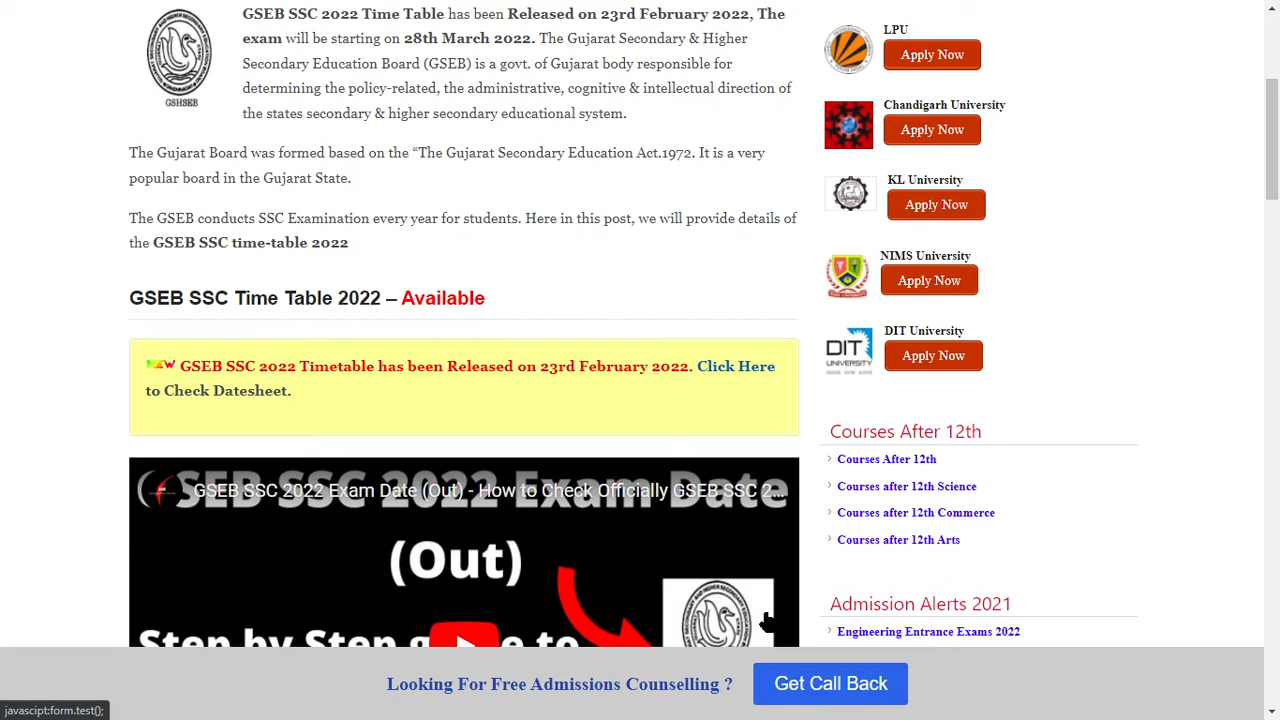 GSEB SSC 2022 Time Table has been Released on 23rd February 2022, The
exam will be starting on 28th March 2022. The Gujarat Secondary & Higher
Secondary Education Board (GSEB) is a govt. of Gujarat body responsible for
determining the policy-related, the administrative, cognitive & intellectual direction of
the states secondary & higher secondary educational system.
GSHSEB
The Gujarat Board was formed based on the “The Gujarat Secondary Education Act.1972. It is a very
popular board in the Gujarat State.
The GSEB conducts SSC Examination every year for students. Here in this post, we will provide details of
the GSEB SSC time-table 2022
GSEB SSC Time Table 2022 – Available
NEW GSEB SSC 2022 Timetable has been Released on 23rd February 2022. Click Here
to Check Datesheet.
GSEB SSC 2022 Exam Date (Out) - How to Check Officially GSEB SSC 2...
SEB SSC 2022 Exam Date
(Out)
LPU
Apply Now
Chandigarh University
Apply Now
KL University
Apply Now
NIMS University
Apply Now
DIT University
DIT
UNIVERSITY
Apply Now
Courses After 12th
Courses After 12th
Courses after 12th Science
Courses after 12th Commerce
Courses after 12th Arts
Admission Alerts 2021
Engineering Entrance Exams 2022
Looking For Free Admissions Counselling ?
Get Call Back
javascipt:form.test();